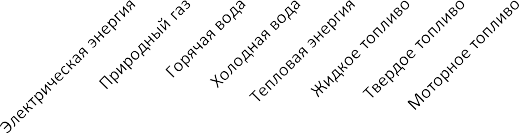 Электрическая энергия
Природный газ
Горячая вода
Холодная вода
Тепловая энергия
Жидкое топливо
Твердое топливо
Моторное топливо